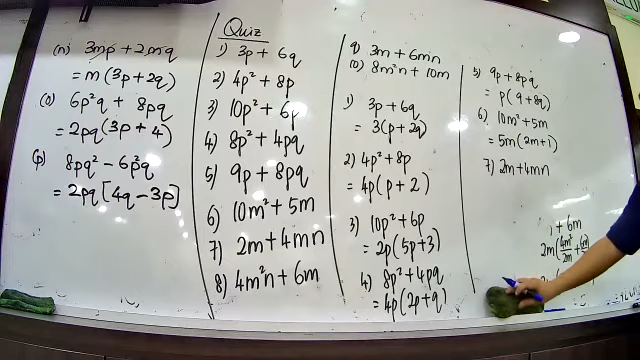 (n) 3mp + 2mq
= m(3p + 2q)
(o) 6p²q + 8pq
= 2pq(3p + 4)
(p) 8pq² - 6p²q
= 2pq[4q - 3p]
Quiz
1) 3p + 6q
2) 4p² + 8p
3) 10p² + 6p
4) 8p² + 4pq
5) 9p + 8pq
6) 10m² + 5m
7) 2m + 4mn
8) 4m²n + 6m
9) 3m + 6mn
10) 8m²n + 10m
1) 3p + 6q
= 3(p + 2q)
2) 4p² + 8p
= 4p(p + 2)
3) 10p² + 6p
= 2p(5p + 3)
4) 8p² + 4pq
= 4p(2p + q)
5) 9p + 8pq
= p(9 + 8q)
6) 10m² + 5m
= 5m(2m + 1)
7) 2m + 4mn
+ 6m
2m(4m²/2m + 6m